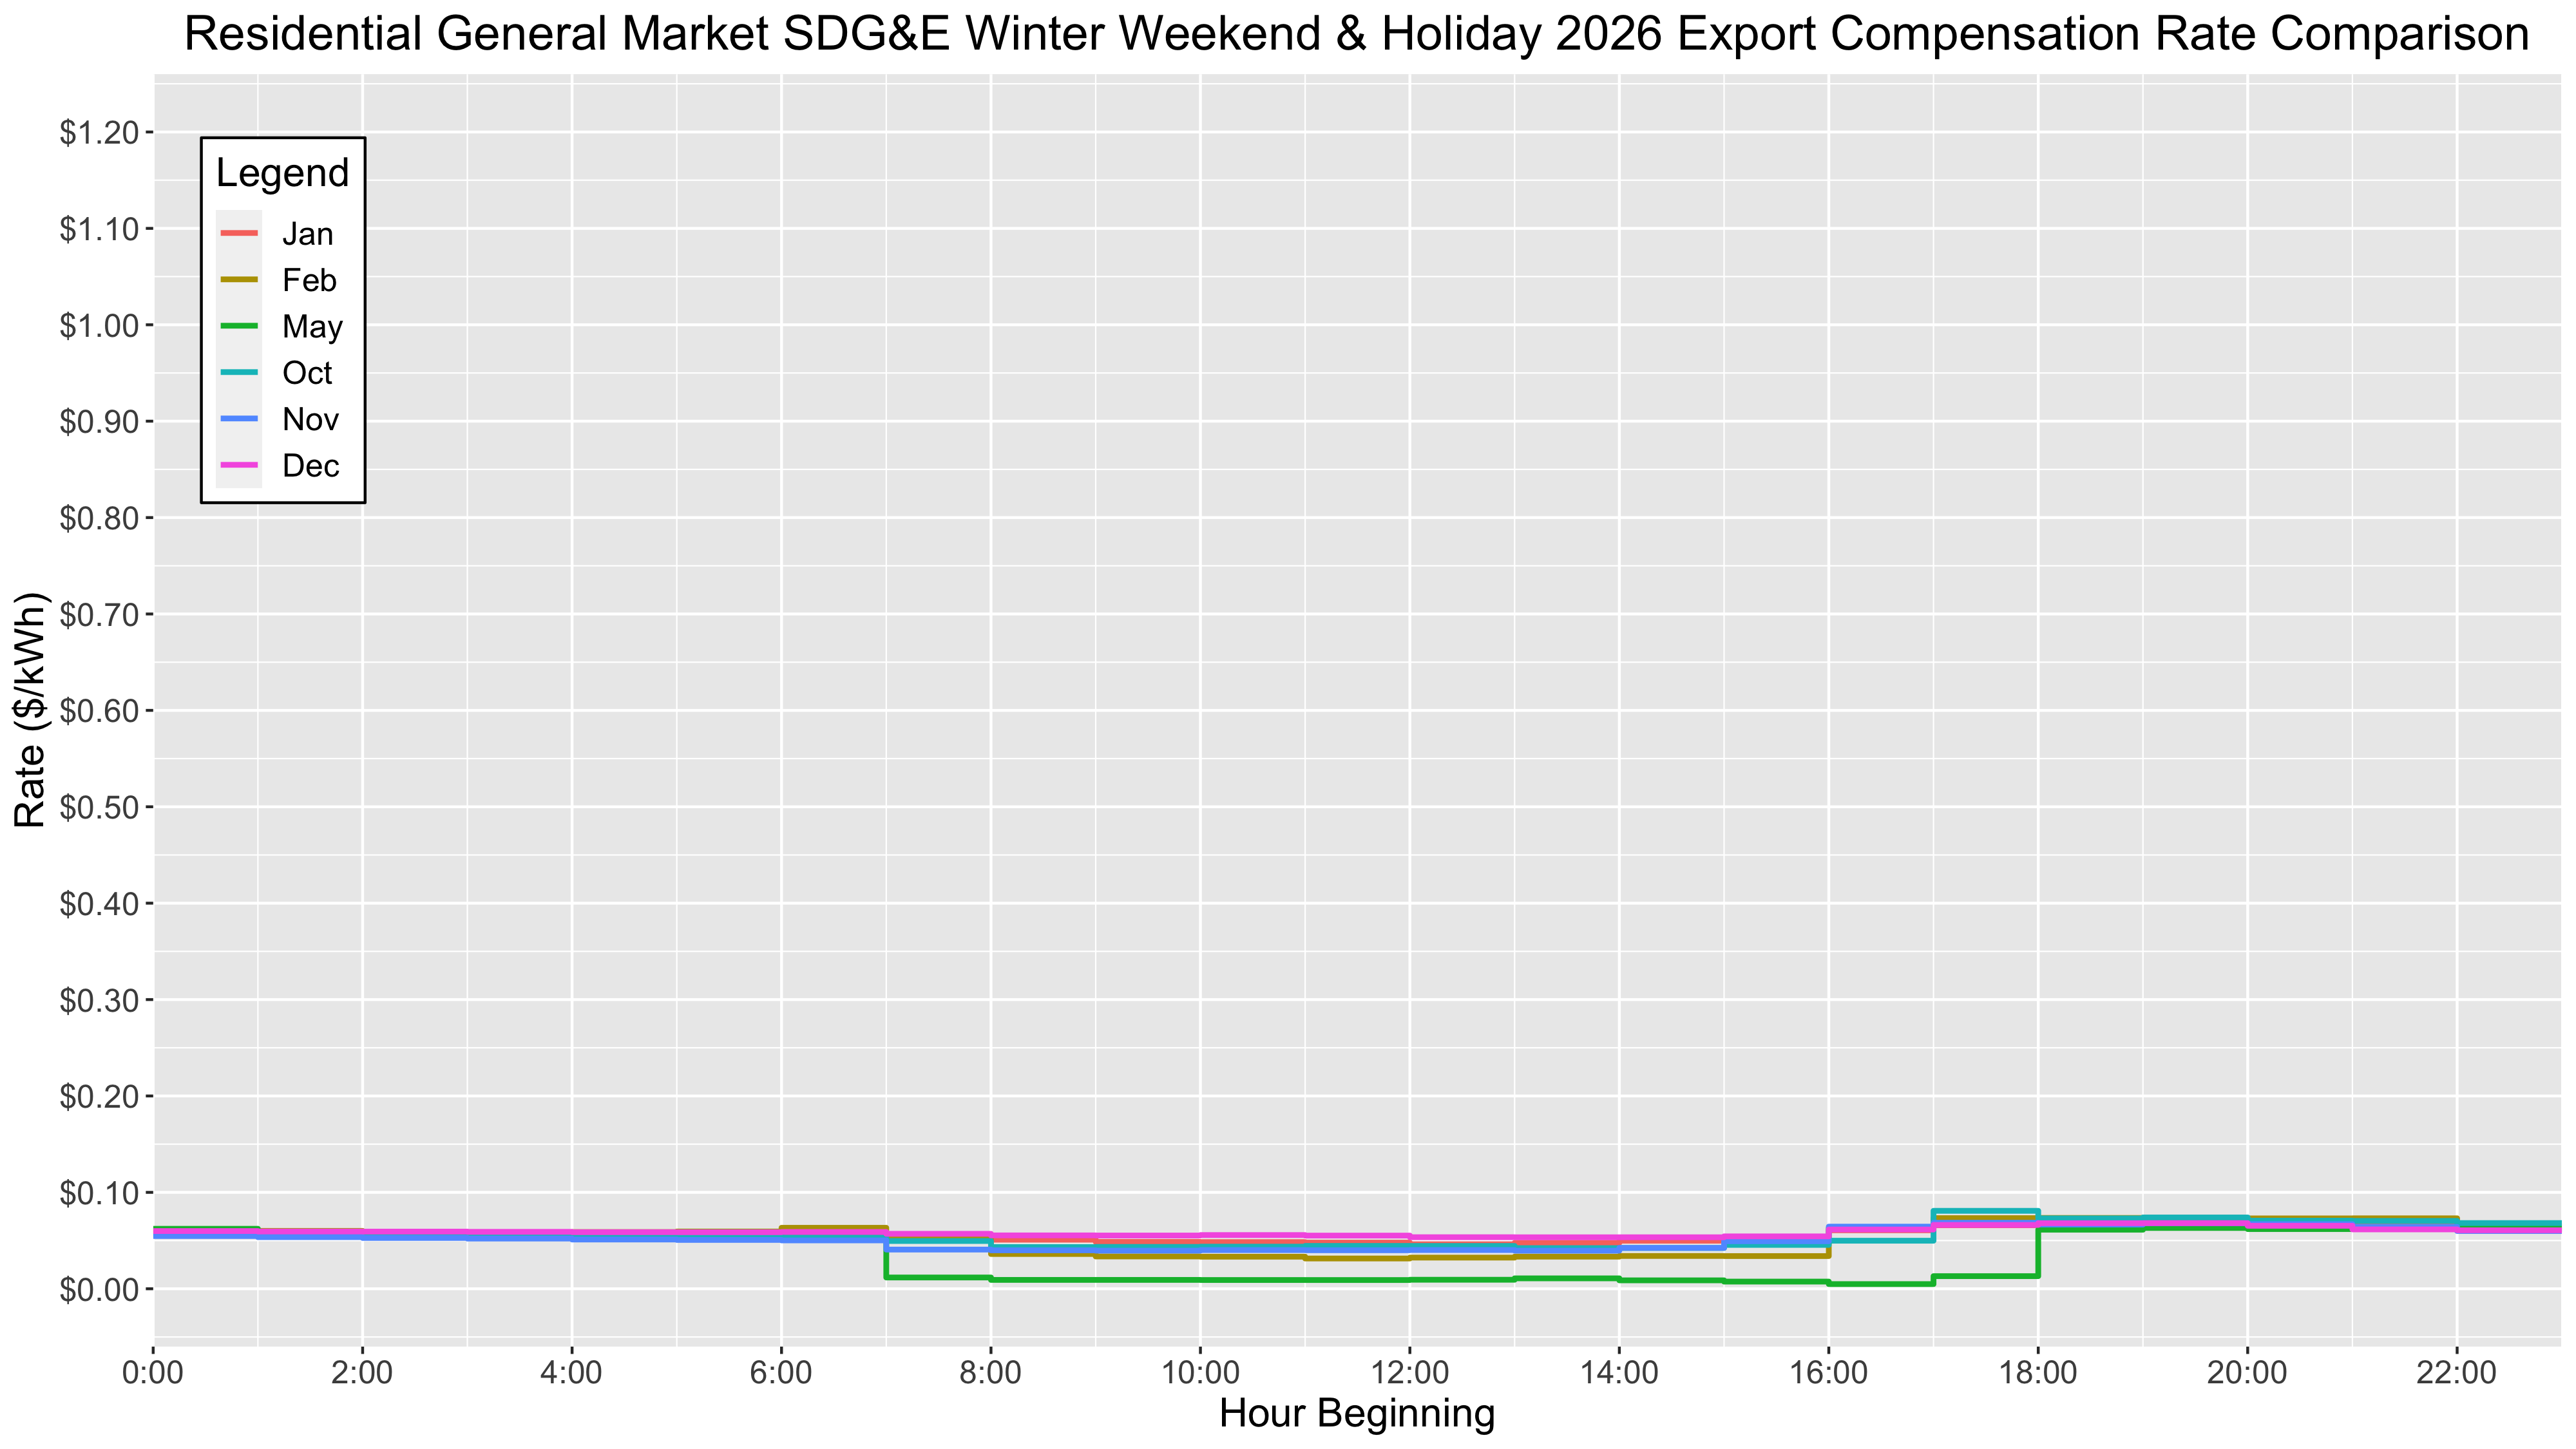 Residential General Market SDG&E Winter Weekend & Holiday 2026 Export Compensation Rate Comparison
$1.20
$1.10
$1.00
$0.90
$0.80
$0.70
$0.60
$0.50
$0.40
$0.30
$0.20
$0.10
$0.00
Rate ($/kWh)
Legend
Jan
Feb
May
Oct
Nov
Dec
0:00 2:00 4:00 6:00 8:00 10:00 12:00 14:00 16:00 18:00 20:00 22:00
Hour Beginning